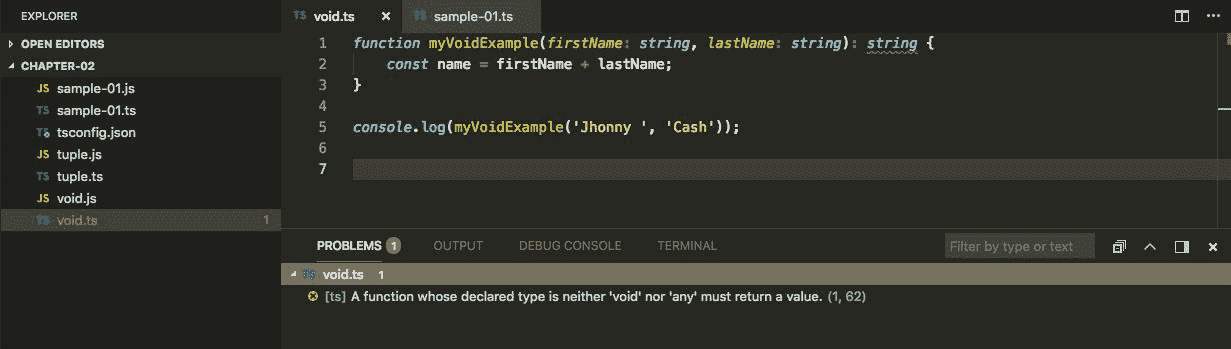 EXPLORER
OPEN EDITORS
CHAPTER-02
JS sample-01.js
TS sample-01.ts
TS tsconfig.json
JS tuple.js
TS tuple.ts
JS void.js
TS void.ts 1
TS void.ts × TS sample-01.ts
1 function myVoidExample(firstName: string, lastName: string): string {
2 const name = firstName + lastName;
3 }
4
5 console.log(myVoidExample('Jhonny ', 'Cash'));
6
7
PROBLEMS 1 OUTPUT DEBUG CONSOLE TERMINAL Filter by type or text
TS void.ts 1
[ts] A function whose declared type is neither 'void' nor 'any' must return a value. (1, 62)